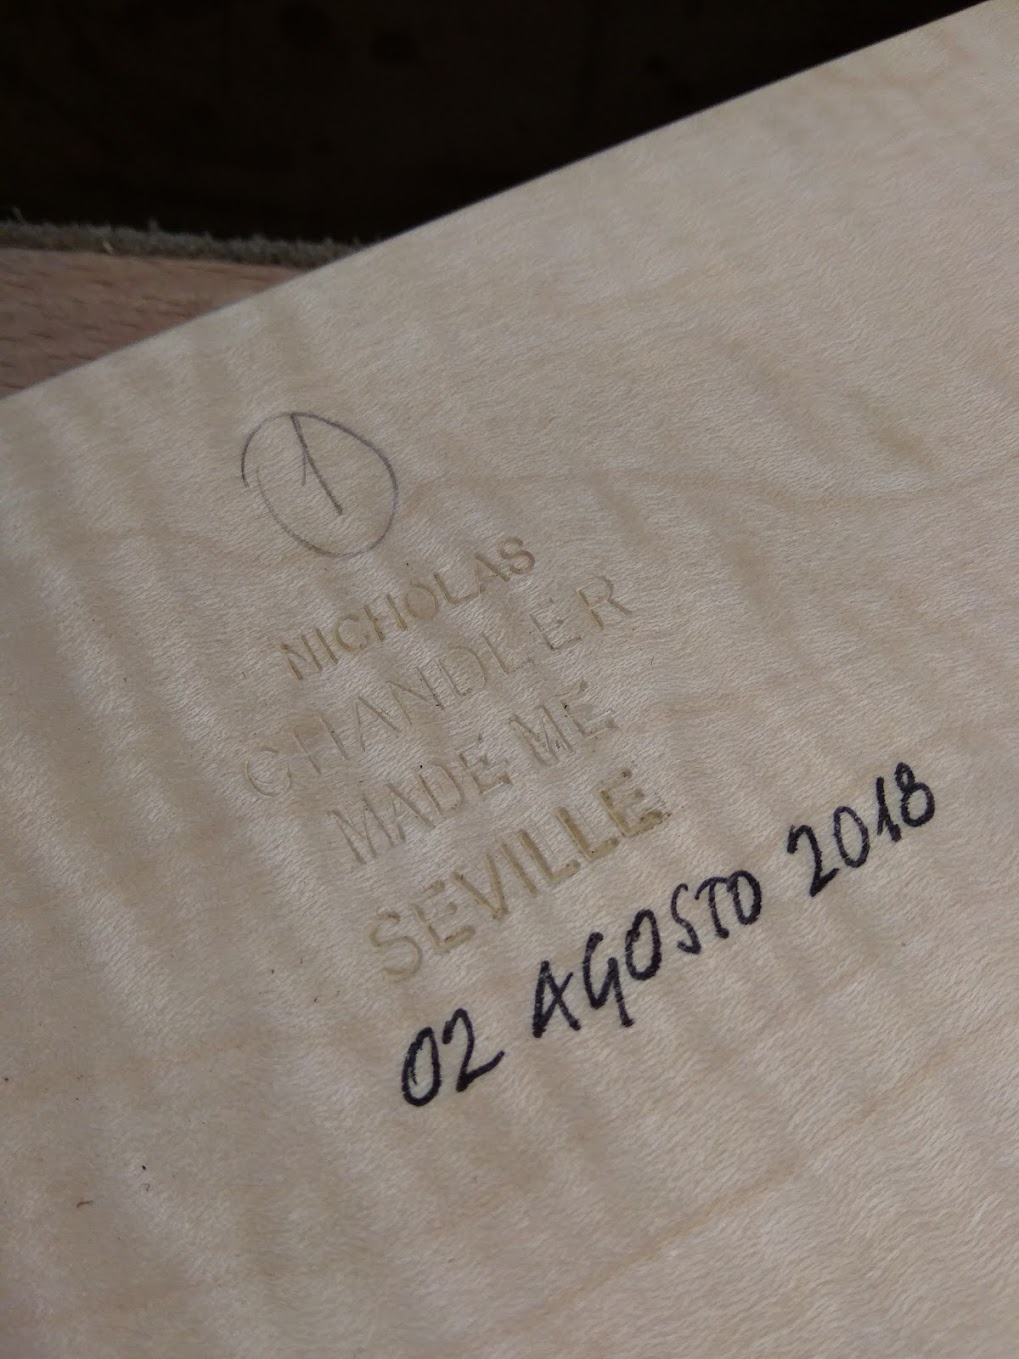 1
NICHOLAS
CHANDLER
MADE ME
SEVILLE
02 AGOSTO 2018